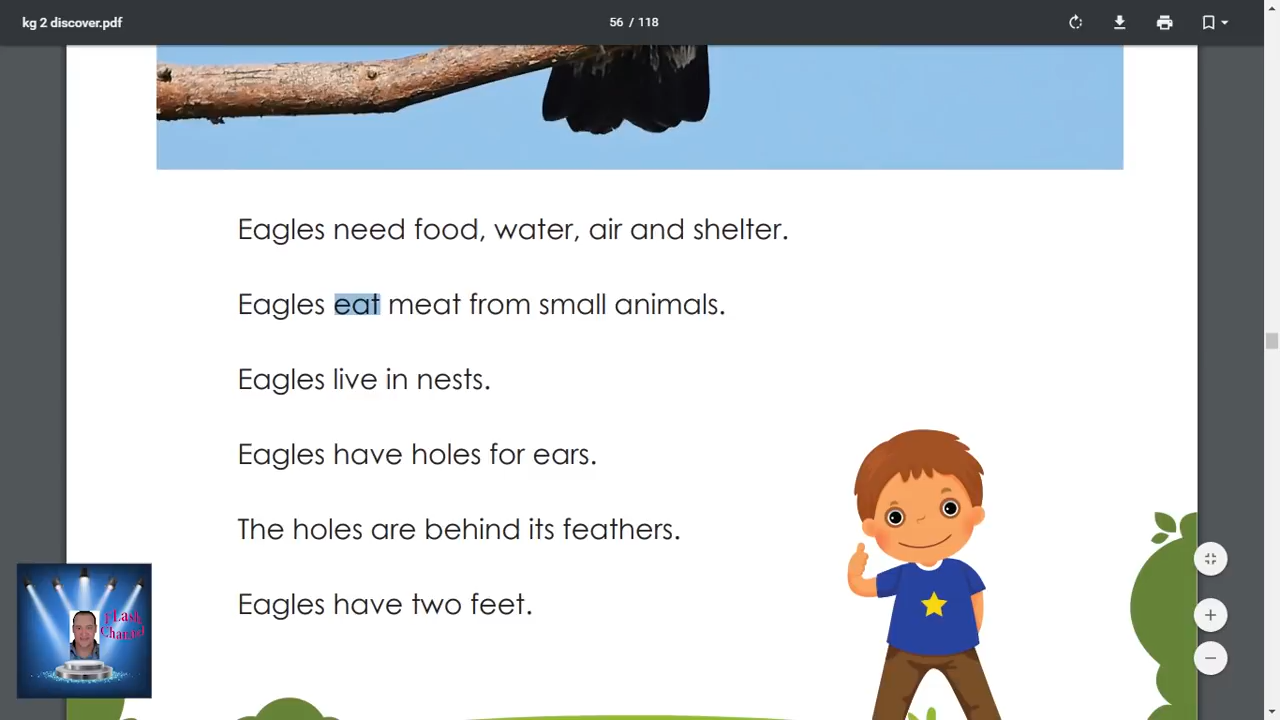 kg 2 discover.pdf
56 / 118
Eagles need food, water, air and shelter.
Eagles eat meat from small animals.
Eagles live in nests.
Eagles have holes for ears.
The holes are behind its feathers.
Eagles have two feet.
fLash
Channel